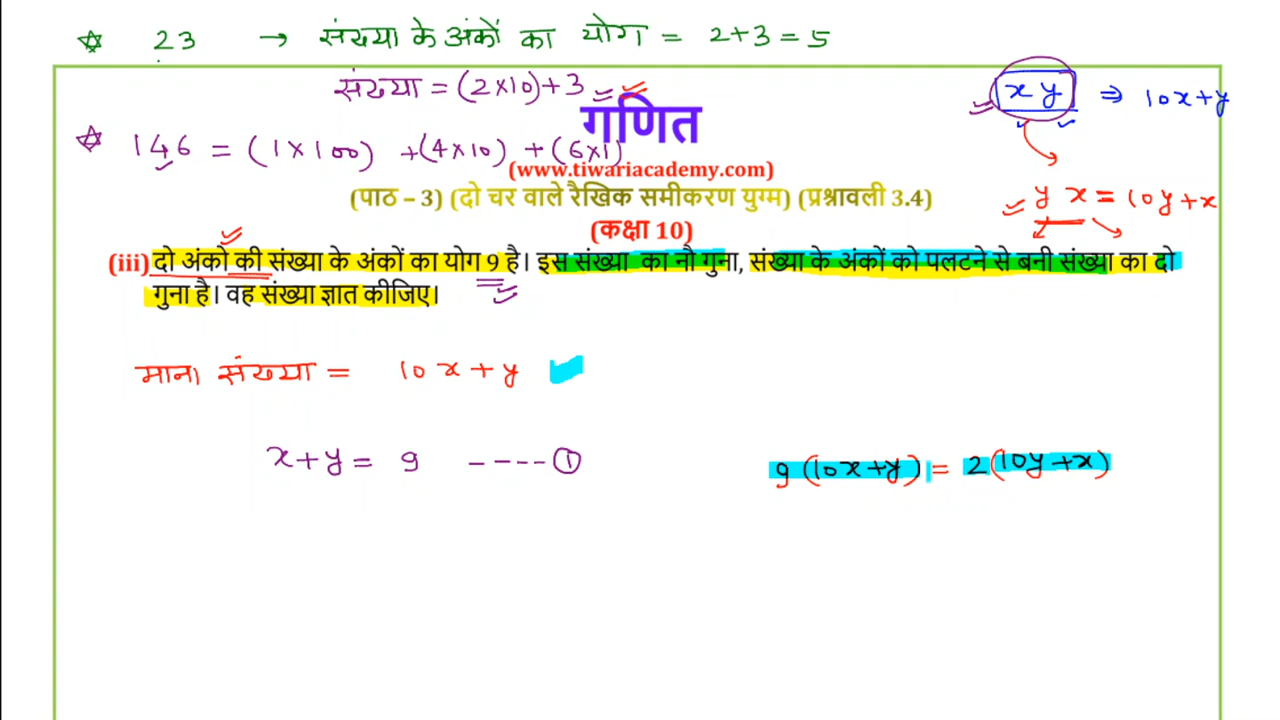 ☆ 23 → संख्या के अंकों का योग = 2+3=5
संख्या = (2×10)+3
x y ⇒ 10x+y
गणित
☆ 146 = (1×100) +(4×10) +(6×1)
(www.tiwariacademy.com)
(पाठ – 3) (दो चर वाले रैखिक समीकरण युग्म) (प्रश्नावली 3.4)
y x = 10y+x
(कक्षा 10)
(iii) दो अंको की संख्या के अंकों का योग 9 है। इस संख्या का नौ गुना, संख्या के अंकों को पलटने से बनी संख्या का दो
गुना है। वह संख्या ज्ञात कीजिए।
माना संख्या = 10x+y
x+y = 9 ---- ①
9(10x+y) = 2(10y+x)